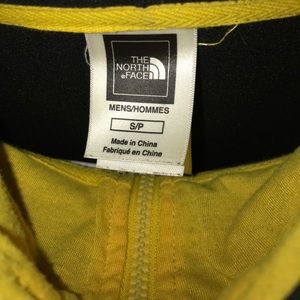 THE
NORTH
FACE
MENS/HOMMES
S/P
Made in China
Fabriqué en Chine